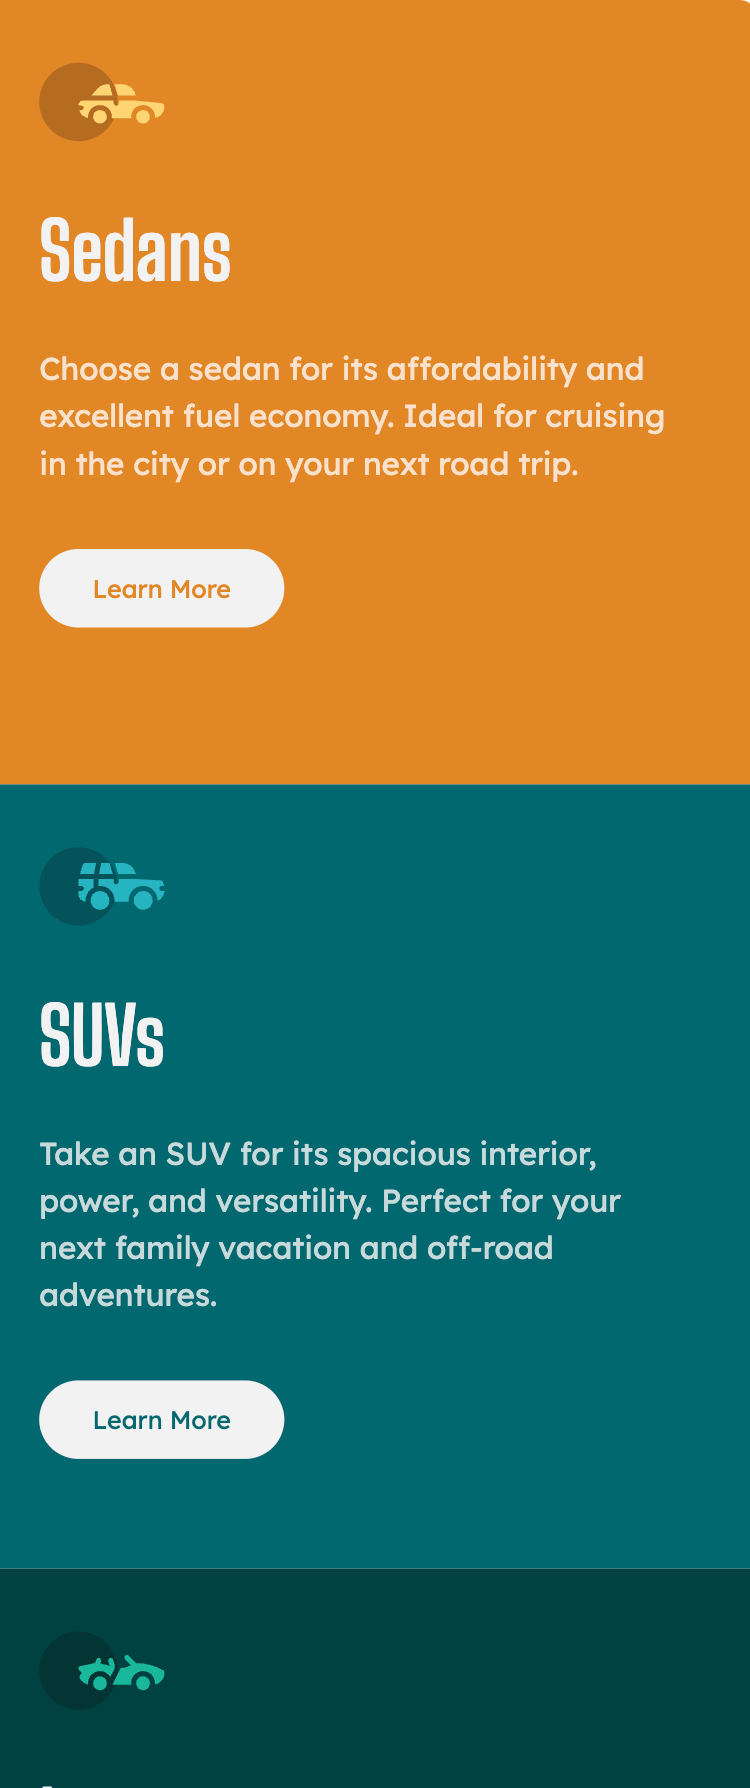 Sedans
Choose a sedan for its affordability and
excellent fuel economy. Ideal for cruising
in the city or on your next road trip.
Learn More
SUVs
Take an SUV for its spacious interior,
power, and versatility. Perfect for your
next family vacation and off-road
adventures.
Learn More